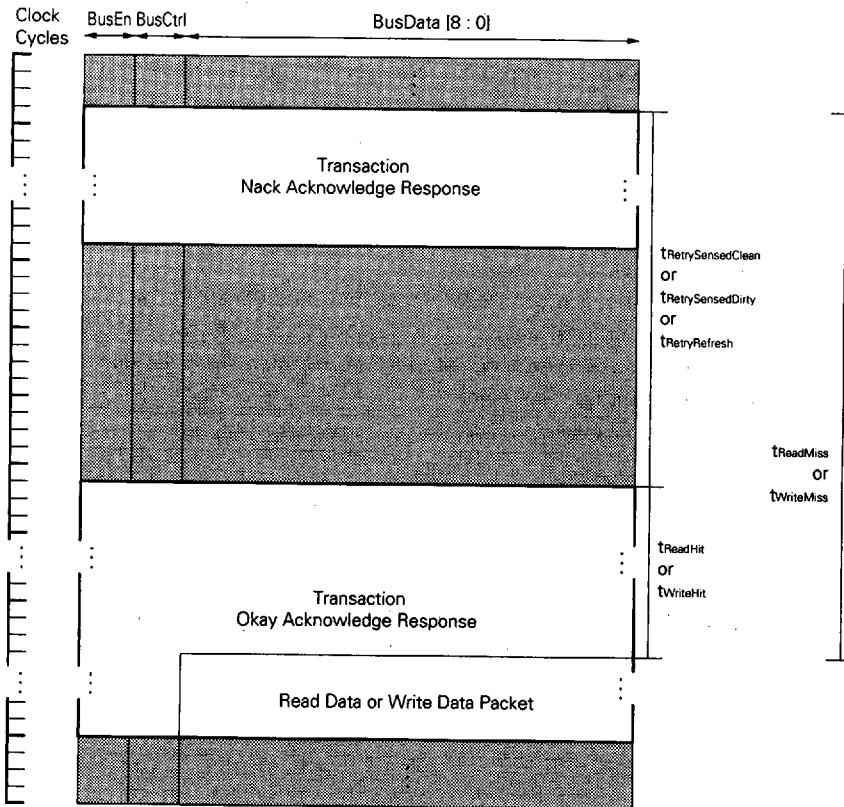 Clock
Cycles
BusEn BusCtrl BusData [8 : 0]
Transaction
Nack Acknowledge Response
tRetrySensedClean
or
tRetrySensedDirty
or
tRetryRefresh
tReadMiss
or
tWriteMiss
tReadHit
or
tWriteHit
Transaction
Okay Acknowledge Response
Read Data or Write Data Packet